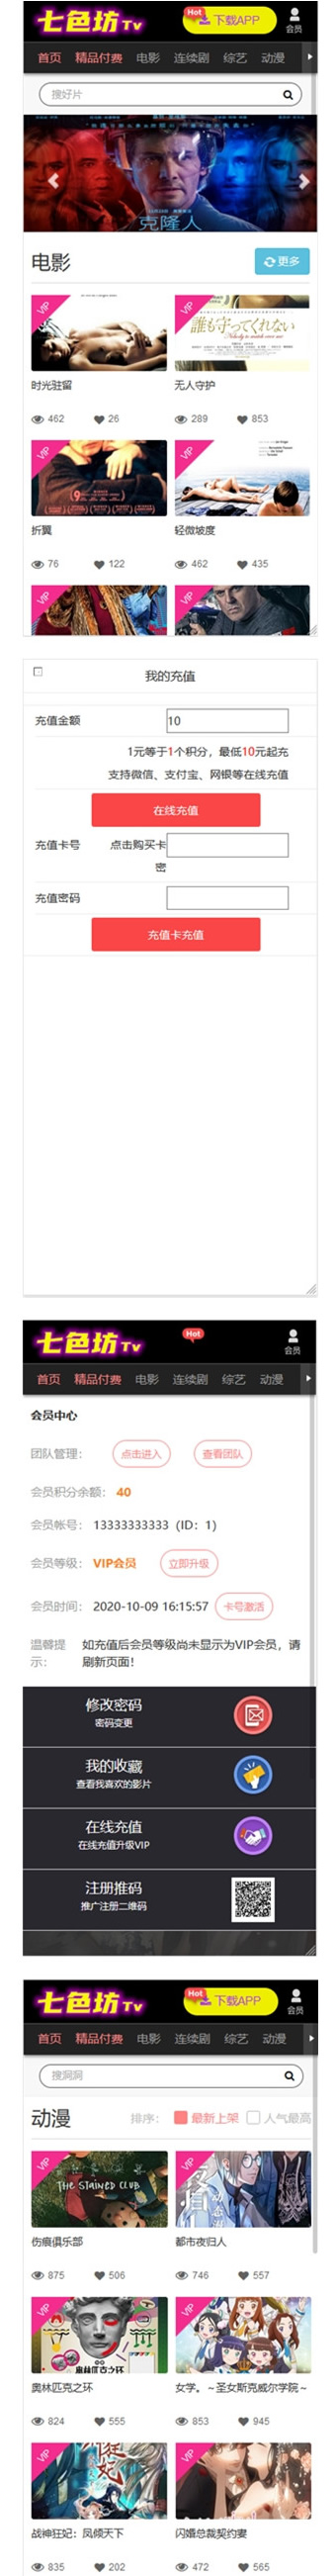 七色坊TV
Hot
下载APP
会员
首页 精品付费 电影 连续剧 综艺 动漫
搜好片
克隆人
电影
更多
VIP
VIP
誰も守ってくれない
时光驻留
无人守护
462 26
289 853
VIP
VIP
折翼
轻微坡度
76 122
462 435
VIP
VIP
我的充值
充值金额
10
1元等于1个积分，最低10元起充
支持微信、支付宝、网银等在线充值
在线充值
充值卡号
点击购买卡
密
充值密码
充值卡充值
七色坊TV
Hot
会员
首页 精品付费 电影 连续剧 综艺 动漫
会员中心
团队管理：
点击进入
查看团队
会员积分余额： 40
会员帐号： 13333333333（ID：1）
会员等级： VIP会员
立即升级
会员时间： 2020-10-09 16:15:57
卡号激活
温馨提
示：
如充值后会员等级尚未显示为VIP会员，请
刷新页面！
修改密码
密码变更
我的收藏
查看我喜欢的影片
在线充值
在线充值升级VIP
注册推码
推广注册二维码
七色坊TV
Hot
下载APP
会员
首页 精品付费 电影 连续剧 综艺 动漫
搜洞洞
动漫
排序：
最新上架
人气最高
VIP
THE STAINED CLUB
VIP
伤痕俱乐部
都市夜归人
875 506
746 557
VIP
奥林匹克之环
VIP
奥林匹克之环
女学。～圣女斯克威尔学院～
824 555
853 945
VIP
VIP
战神狂妃：凤倾天下
闪婚总裁契约妻
835 202
472 565